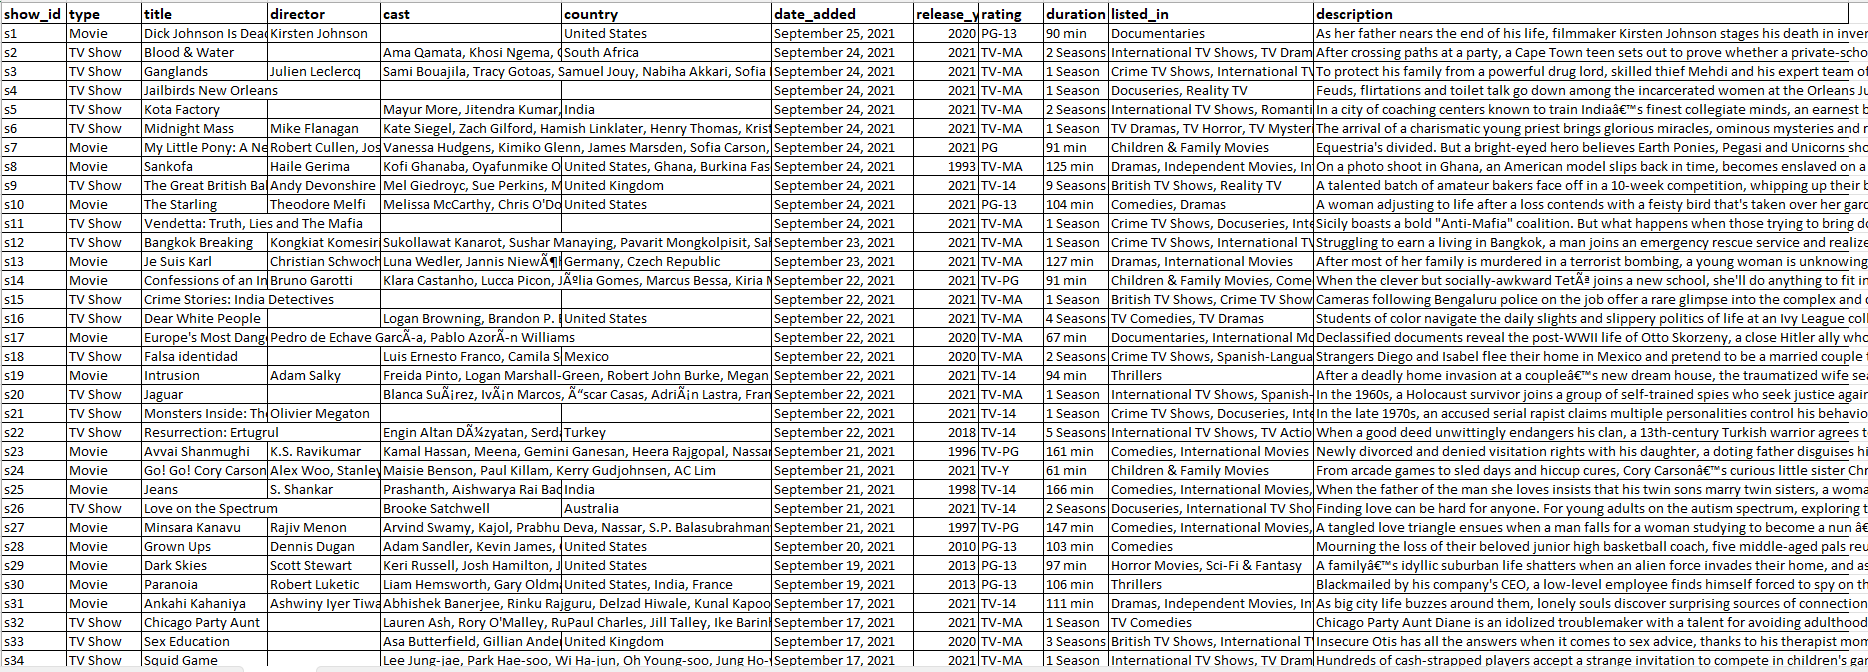 show_id type title director cast country date_added release_y rating duration listed_in description
s1 Movie Dick Johnson Is Dead Kirsten Johnson United States September 25, 2021 2020 PG-13 90 min Documentaries As her father nears the end of his life, filmmaker Kirsten Johnson stages his death in inven
s2 TV Show Blood & Water Ama Qamata, Khosi Ngema, South Africa September 24, 2021 2021 TV-MA 2 Seasons International TV Shows, TV Dram After crossing paths at a party, a Cape Town teen sets out to prove whether a private-scho
s3 TV Show Ganglands Julien Leclercq Sami Bouajila, Tracy Gotoas, Samuel Jouy, Nabiha Akkari, Sofia September 24, 2021 2021 TV-MA 1 Season Crime TV Shows, International TV To protect his family from a powerful drug lord, skilled thief Mehdi and his expert team of
s4 TV Show Jailbirds New Orleans September 24, 2021 2021 TV-MA 1 Season Docuseries, Reality TV Feuds, flirtations and toilet talk go down among the incarcerated women at the Orleans Ju
s5 TV Show Kota Factory Mayur More, Jitendra Kumar, India September 24, 2021 2021 TV-MA 2 Seasons International TV Shows, Romanti In a city of coaching centers known to train Indiaâ€™s finest collegiate minds, an earnest b
s6 TV Show Midnight Mass Mike Flanagan Kate Siegel, Zach Gilford, Hamish Linklater, Henry Thomas, Krist September 24, 2021 2021 TV-MA 1 Season TV Dramas, TV Horror, TV Mysteri The arrival of a charismatic young priest brings glorious miracles, ominous mysteries and r
s7 Movie My Little Pony: A Ne Robert Cullen, Jos Vanessa Hudgens, Kimiko Glenn, James Marsden, Sofia Carson, September 24, 2021 2021 PG 91 min Children & Family Movies Equestria's divided. But a bright-eyed hero believes Earth Ponies, Pegasi and Unicorns sho
s8 Movie Sankofa Haile Gerima Kofi Ghanaba, Oyafunmike O United States, Ghana, Burkina Fas September 24, 2021 1993 TV-MA 125 min Dramas, Independent Movies, In On a photo shoot in Ghana, an American model slips back in time, becomes enslaved on a
s9 TV Show The Great British Bal Andy Devonshire Mel Giedroyc, Sue Perkins, M United Kingdom September 24, 2021 2021 TV-14 9 Seasons British TV Shows, Reality TV A talented batch of amateur bakers face off in a 10-week competition, whipping up their b
s10 Movie The Starling Theodore Melfi Melissa McCarthy, Chris O'Do United States September 24, 2021 2021 PG-13 104 min Comedies, Dramas A woman adjusting to life after a loss contends with a feisty bird that's taken over her gard
s11 TV Show Vendetta: Truth, Lies and The Mafia September 24, 2021 2021 TV-MA 1 Season Crime TV Shows, Docuseries, Inte Sicily boasts a bold "Anti-Mafia" coalition. But what happens when those trying to bring do
s12 TV Show Bangkok Breaking Kongkiat Komesiri Sukollawat Kanarot, Sushar Manaying, Pavarit Mongkolpisit, Sal September 23, 2021 2021 TV-MA 1 Season Crime TV Shows, International TV Struggling to earn a living in Bangkok, a man joins an emergency rescue service and realize
s13 Movie Je Suis Karl Christian Schwoch Luna Wedler, Jannis NiewÃ¶h Germany, Czech Republic September 23, 2021 2021 TV-MA 127 min Dramas, International Movies After most of her family is murdered in a terrorist bombing, a young woman is unknowing
s14 Movie Confessions of an In Bruno Garotti Klara Castanho, Lucca Picon, JÃºlia Gomes, Marcus Bessa, Kiria M September 22, 2021 2021 TV-PG 91 min Children & Family Movies, Come When the clever but socially-awkward TetÃª joins a new school, she'll do anything to fit in
s15 TV Show Crime Stories: India Detectives September 22, 2021 2021 TV-MA 1 Season British TV Shows, Crime TV Show Cameras following Bengaluru police on the job offer a rare glimpse into the complex and
s16 TV Show Dear White People Logan Browning, Brandon P. United States September 22, 2021 2021 TV-MA 4 Seasons TV Comedies, TV Dramas Students of color navigate the daily slights and slippery politics of life at an Ivy League coll
s17 Movie Europe's Most Dang Pedro de Echave GarcÃ­a, Pablo AzorÃ­n Williams September 22, 2021 2020 TV-MA 67 min Documentaries, International Mo Declassified documents reveal the post-WWII life of Otto Skorzeny, a close Hitler ally who
s18 TV Show Falsa identidad Luis Ernesto Franco, Camila S Mexico September 22, 2021 2020 TV-MA 2 Seasons Crime TV Shows, Spanish-Langua Strangers Diego and Isabel flee their home in Mexico and pretend to be a married couple
s19 Movie Intrusion Adam Salky Freida Pinto, Logan Marshall-Green, Robert John Burke, Megan September 22, 2021 2021 TV-14 94 min Thrillers After a deadly home invasion at a coupleâ€™s new dream house, the traumatized wife sea
s20 TV Show Jaguar Blanca SuÃ¡rez, IvÃ¡n Marcos, Ã“scar Casas, AdriÃ¡n Lastra, Fran September 22, 2021 2021 TV-MA 1 Season International TV Shows, Spanish- In the 1960s, a Holocaust survivor joins a group of self-trained spies who seek justice agai
s21 TV Show Monsters Inside: Th Olivier Megaton September 22, 2021 2021 TV-14 1 Season Crime TV Shows, Docuseries, Inte In the late 1970s, an accused serial rapist claims multiple personalities control his behavio
s22 TV Show Resurrection: Ertugrul Engin Altan DÃ¼zyatan, Serda Turkey September 22, 2021 2018 TV-14 5 Seasons International TV Shows, TV Actio When a good deed unwittingly endangers his clan, a 13th-century Turkish warrior agrees t
s23 Movie Avvai Shanmughi K.S. Ravikumar Kamal Hassan, Meena, Gemini Ganesan, Heera Rajgopal, Nassar September 21, 2021 1996 TV-PG 161 min Comedies, International Movies Newly divorced and denied visitation rights with his daughter, a doting father disguises hi
s24 Movie Go! Go! Cory Carson Alex Woo, Stanley Maisie Benson, Paul Killam, Kerry Gudjohnsen, AC Lim September 21, 2021 2021 TV-Y 61 min Children & Family Movies From arcade games to sled days and hiccup cures, Cory Carsonâ€™s curious little sister Chr
s25 Movie Jeans S. Shankar Prashanth, Aishwarya Rai Bac India September 21, 2021 1998 TV-14 166 min Comedies, International Movies, When the father of the man she loves insists that his twin sons marry twin sisters, a woma
s26 TV Show Love on the Spectrum Brooke Satchwell Australia September 21, 2021 2021 TV-14 2 Seasons Docuseries, International TV Sho Finding love can be hard for anyone. For young adults on the autism spectrum, exploring
s27 Movie Minsara Kanavu Rajiv Menon Arvind Swamy, Kajol, Prabhu Deva, Nassar, S.P. Balasubrahman September 21, 2021 1997 TV-PG 147 min Comedies, International Movies, A tangled love triangle ensues when a man falls for a woman studying to become a nun â€
s28 Movie Grown Ups Dennis Dugan Adam Sandler, Kevin James, United States September 20, 2021 2010 PG-13 103 min Comedies Mourning the loss of their beloved junior high basketball coach, five middle-aged pals reu
s29 Movie Dark Skies Scott Stewart Keri Russell, Josh Hamilton, J United States September 19, 2021 2013 PG-13 97 min Horror Movies, Sci-Fi & Fantasy A familyâ€™s idyllic suburban life shatters when an alien force invades their home, and as
s30 Movie Paranoia Robert Luketic Liam Hemsworth, Gary Oldma United States, India, France September 19, 2021 2013 PG-13 106 min Thrillers Blackmailed by his company's CEO, a low-level employee finds himself forced to spy on th
s31 Movie Ankahi Kahaniya Ashwiny Iyer Tiwa Abhishek Banerjee, Rinku Rajguru, Delzad Hiwale, Kunal Kapoo September 17, 2021 2021 TV-14 111 min Dramas, Independent Movies, In As big city life buzzes around them, lonely souls discover surprising sources of connection
s32 TV Show Chicago Party Aunt Lauren Ash, Rory O'Malley, RuPaul Charles, Jill Talley, Ike Barinh September 17, 2021 2021 TV-MA 1 Season TV Comedies Chicago Party Aunt Diane is an idolized troublemaker with a talent for avoiding adulthood
s33 TV Show Sex Education Asa Butterfield, Gillian Ander United Kingdom September 17, 2021 2020 TV-MA 3 Seasons British TV Shows, International T Insecure Otis has all the answers when it comes to sex advice, thanks to his therapist mom
s34 TV Show Squid Game Lee Jung-jae, Park Hae-soo, Wi Ha-jun, Oh Young-soo, Jung Ho- September 17, 2021 2021 TV-MA 1 Season International TV Shows, TV Dram Hundreds of cash-strapped players accept a strange invitation to compete in children's gam